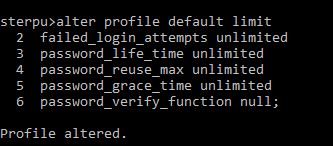 sterpu>alter profile default limit
2 failed_login_attempts unlimited
3 password_life_time unlimited
4 password_reuse_max unlimited
5 password_grace_time unlimited
6 password_verify_function null;
Profile altered.